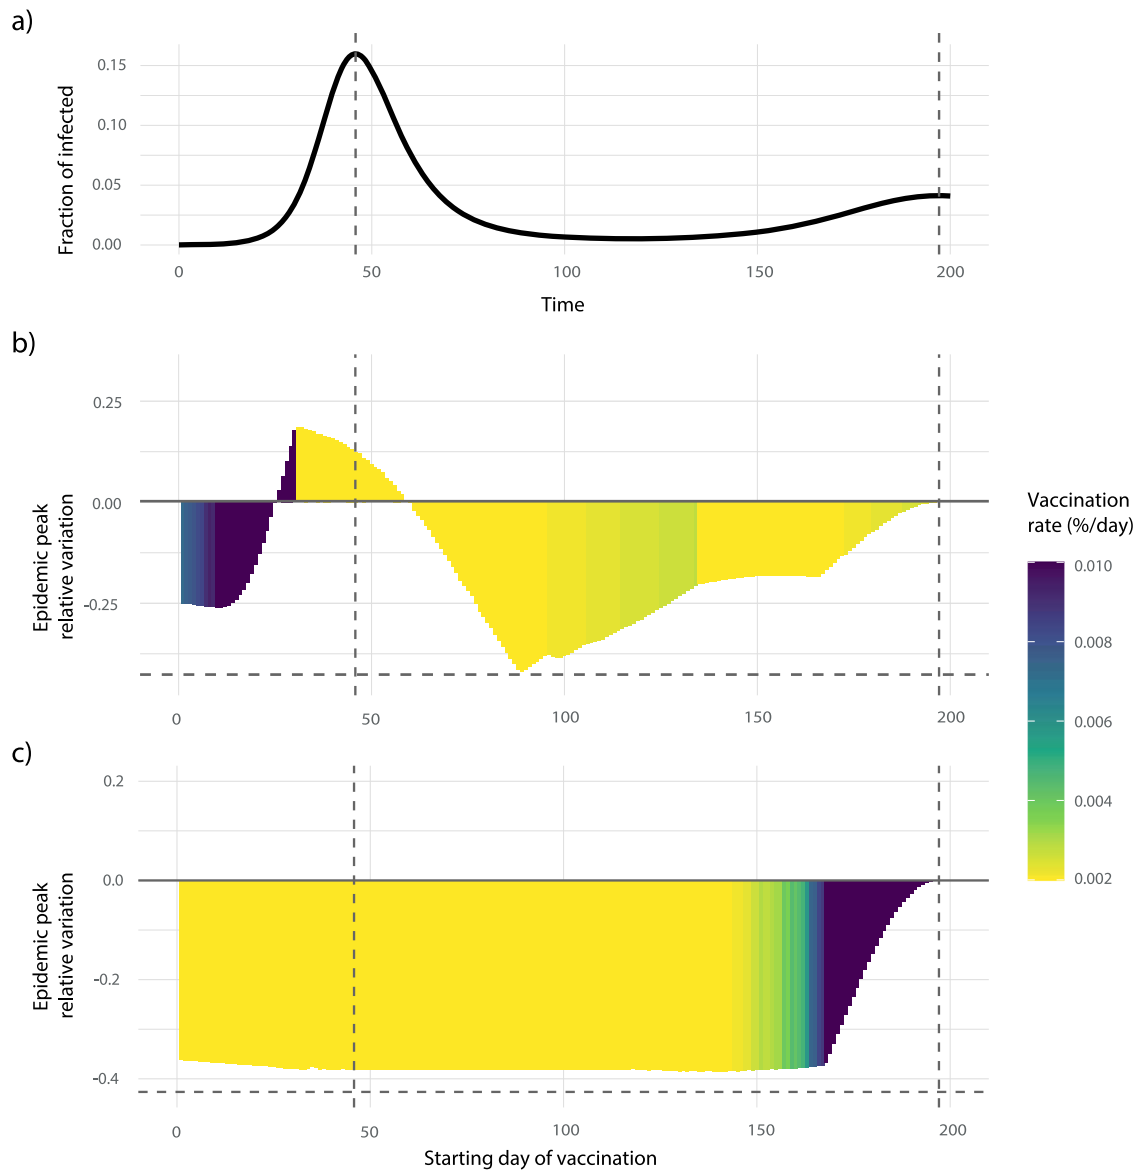 a)
Fraction of infected
0.15
0.10
0.05
0.00
0
50
100
150
200
Time
b)
Epidemic peak
relative variation
0.25
0.00
-0.25
0
50
100
150
200
c)
Epidemic peak
relative variation
0.2
0.0
-0.2
-0.4
0
50
100
150
200
Starting day of vaccination
Vaccination
rate (%/day)
0.010
0.008
0.006
0.004
0.002